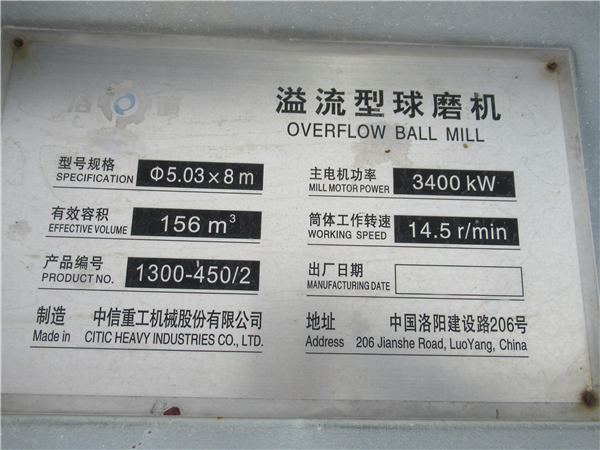 溢流型球磨机
OVERFLOW BALL MILL
型号规格
SPECIFICATION
Φ5.03×8 m
主电机功率
MILL MOTOR POWER
3400 kW
有效容积
EFFECTIVE VOLUME
156 m³
筒体工作转速
WORKING SPEED
14.5 r/min
产品编号
PRODUCT NO.
1300-450/2
出厂日期
MANUFACTURING DATE
制造 中信重工机械股份有限公司
Made in CITIC HEAVY INDUSTRIES CO., LTD.
地址 中国洛阳建设路206号
Address 206 Jianshe Road, LuoYang, China